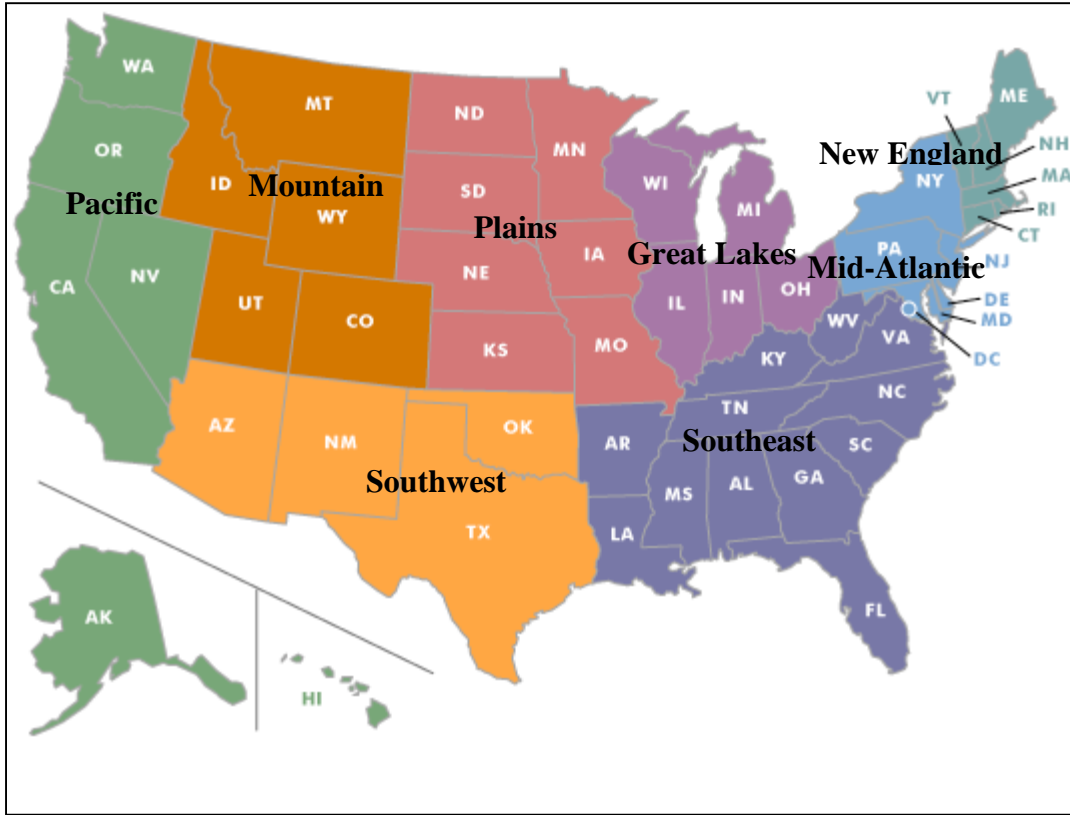 WA
MT
ND
MN
VT
ME
OR
NH
New England
ID
Mountain
SD
WI
NY
MA
Pacific
WY
MI
RI
Plains
CT
NV
NE
IA
Great Lakes
PA
Mid-Atlantic
NJ
CA
UT
IL
IN
OH
DE
CO
WV
MD
KS
MO
KY
VA
DC
TN
NC
AZ
NM
OK
AR
Southeast
SC
Southwest
MS
AL
GA
TX
LA
AK
FL
HI